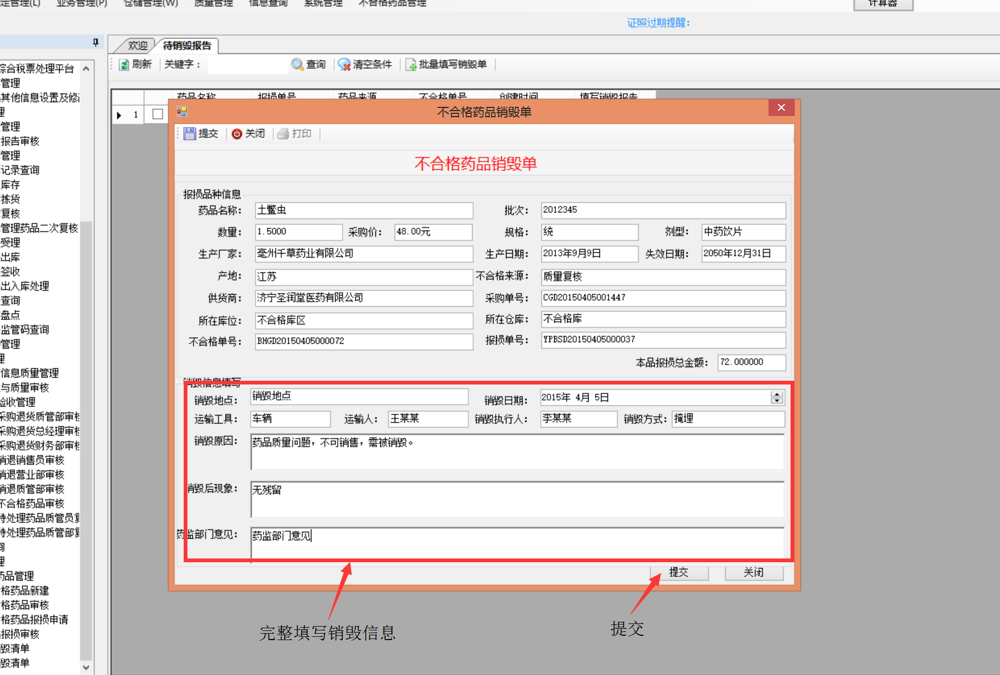 业务管理(P) 仓储管理(W) 质量管理 信息查询 系统管理 不合格药品管理 计算器
证照过期提醒：
欢迎 待销毁报告
刷新 关键字： 查询 清空条件 批量填写销毁单
药品名称 报损单号 药品来源 不合格单号 创建时间 填写销毁报告
1
不合格药品销毁单
提交 关闭 打印
不合格药品销毁单
报损品种信息
药品名称： 土鳖虫 批次： 2012345
数量： 1.5000 采购价： 48.00元 规格： 统 剂型： 中药饮片
生产厂家： 亳州千草药业有限公司 生产日期： 2013年9月9日 失效日期： 2050年12月31日
产地： 江苏 不合格来源： 质量复核
供货商： 济宁圣润堂医药有限公司 采购单号： CGD20150405001447
所在库位： 不合格库区 所在仓库： 不合格库
不合格单号： BHGD20150405000072 报损单号： YPBSD20150405000037
本品报损总金额： 72.000000
销毁信息填写
销毁地点： 销毁地点 销毁日期： 2015年 4月 5日
运输工具： 车辆 运输人： 王某某 销毁执行人： 李某某 销毁方式： 掩埋
销毁原因： 药品质量问题，不可销售，需被销毁。
销毁后现象： 无残留
药监部门意见： 药监部门意见
提交 关闭
完整填写销毁信息
提交
综合税票处理平台
管理
其他信息设置及修
理
管理
报告审核
管理
记录查询
库存
拣货
复核
管理药品二次复核
受理
出库
签收
出入库处理
查询
盘点
监管码查询
管理
理
信息质量管理
与质量审核
验收管理
采购退货质管部审核
采购退货总经理审核
采购退货财务部审核
销退销售员审核
销退营业部审核
销退质管部审核
不合格药品审核
待处理药品质管员复
待处理药品质管部复
询
理
药品管理
格药品新建
格药品审核
格药品报损申请
报损审核
毁清单
毁清单